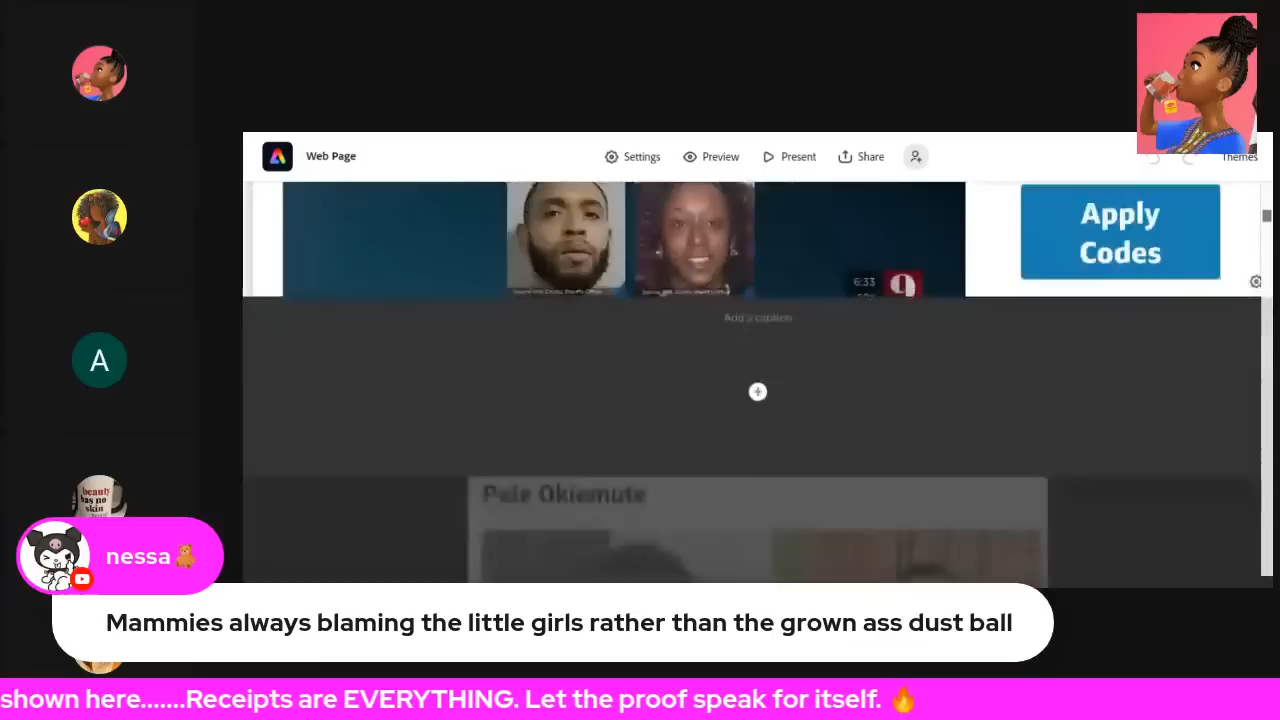 Web Page
Settings
Preview
Present
Share
Themes
Apply
Codes
6:33
9
Add a caption
A
beauty
has no
skin
nessa🧸
Mammies always blaming the little girls rather than the grown ass dust ball
shown here.......Receipts are EVERYTHING. Let the proof speak for itself. 🔥